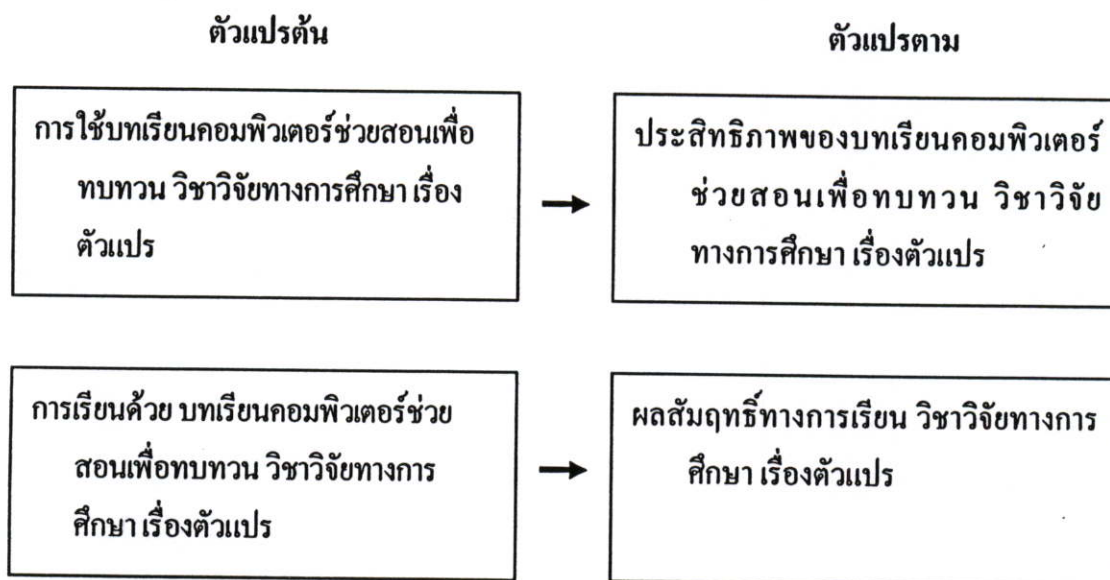 ตัวแปรต้น
ตัวแปรตาม
การใช้บทเรียนคอมพิวเตอร์ช่วยสอนเพื่อ
ทบทวน วิชาวิจัยทางการศึกษา เรื่อง
ตัวแปร
ประสิทธิภาพของบทเรียนคอมพิวเตอร์
ช่วยสอนเพื่อทบทวน วิชาวิจัย
ทางการศึกษา เรื่องตัวแปร
การเรียนด้วย บทเรียนคอมพิวเตอร์ช่วย
สอนเพื่อทบทวน วิชาวิจัยทางการ
ศึกษา เรื่องตัวแปร
ผลสัมฤทธิ์ทางการเรียน วิชาวิจัยทางการ
ศึกษา เรื่องตัวแปร